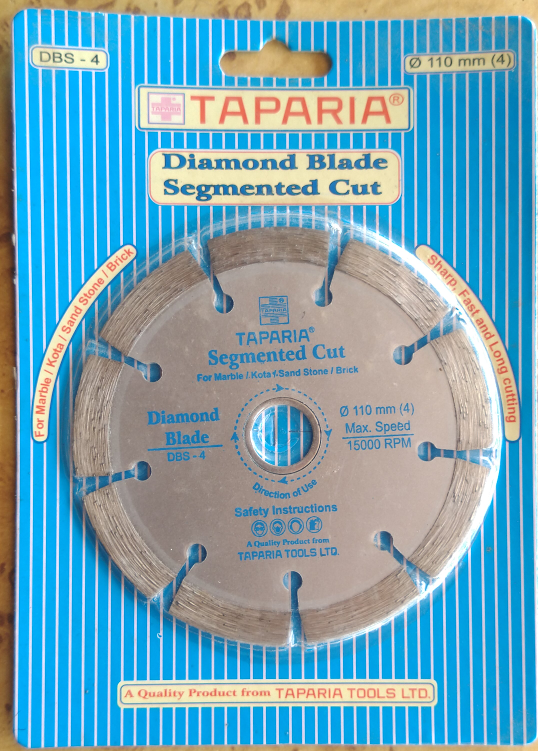 DBS - 4
Ø 110 mm (4)
TAPARIA
TAPARIA®
Diamond Blade
Segmented Cut
For Marble / Kota / Sand Stone / Brick
Sharp, Fast and Long cutting
TAPARIA
TAPARIA®
Segmented Cut
For Marble / Kota / Sand Stone / Brick
Diamond
Blade
DBS - 4
Ø 110 mm (4)
Max. Speed
15000 RPM
Direction of Use
Safety Instructions
A Quality Product from
TAPARIA TOOLS LTD.
A Quality Product from TAPARIA TOOLS LTD.